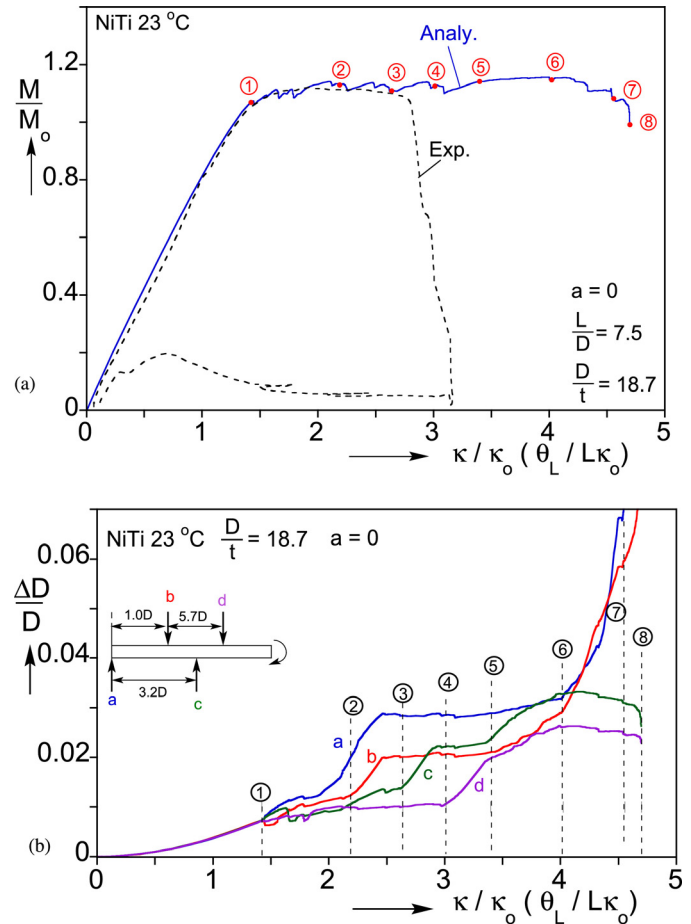 NiTi 23 °C
M
Mo
1.2
0.8
0.4
0
Analy.
Exp.
①
②
③
④
⑤
⑥
⑦
⑧
a = 0
L
D
= 7.5
D
t
= 18.7
(a)
0 1 2 3 4 5
κ / κo ( θL / Lκo )
NiTi 23 °C D
t
= 18.7 a = 0
ΔD
D
0.06
0.04
0.02
0
b
d
1.0D
5.7D
a
3.2D
c
①
②
③
④
⑤
⑥
⑦
⑧
a
b
c
d
(b)
0 1 2 3 4 5
κ / κo ( θL / Lκo )